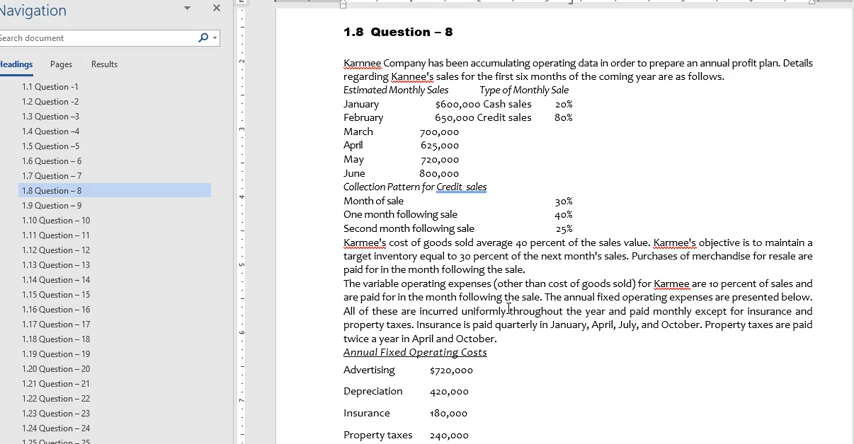 Navigation
Search document
Headings Pages Results
1.1 Question -1
1.2 Question -2
1.3 Question –3
1.4 Question –4
1.5 Question –5
1.6 Question – 6
1.7 Question – 7
1.8 Question – 8
1.9 Question – 9
1.10 Question – 10
1.11 Question – 11
1.12 Question – 12
1.13 Question – 13
1.14 Question – 14
1.15 Question – 15
1.16 Question – 16
1.17 Question – 17
1.18 Question – 18
1.19 Question – 19
1.20 Question – 20
1.21 Question – 21
1.22 Question – 22
1.23 Question – 23
1.24 Question – 24
1.25 Question – 25
1.8 Question – 8
Karnnee Company has been accumulating operating data in order to prepare an annual profit plan. Details
regarding Kannee's sales for the first six months of the coming year are as follows.
Estimated Monthly Sales Type of Monthly Sale
January $600,000 Cash sales 20%
February 650,000 Credit sales 80%
March 700,000
April 625,000
May 720,000
June 800,000
Collection Pattern for Credit sales
Month of sale 30%
One month following sale 40%
Second month following sale 25%
Karmee's cost of goods sold average 40 percent of the sales value. Karmee's objective is to maintain a
target inventory equal to 30 percent of the next month's sales. Purchases of merchandise for resale are
paid for in the month following the sale.
The variable operating expenses (other than cost of goods sold) for Karmee are 10 percent of sales and
are paid for in the month following the sale. The annual fixed operating expenses are presented below.
All of these are incurred uniformly throughout the year and paid monthly except for insurance and
property taxes. Insurance is paid quarterly in January, April, July, and October. Property taxes are paid
twice a year in April and October.
Annual Fixed Operating Costs
Advertising $720,000
Depreciation 420,000
Insurance 180,000
Property taxes 240,000
2
3
4
5
6
7